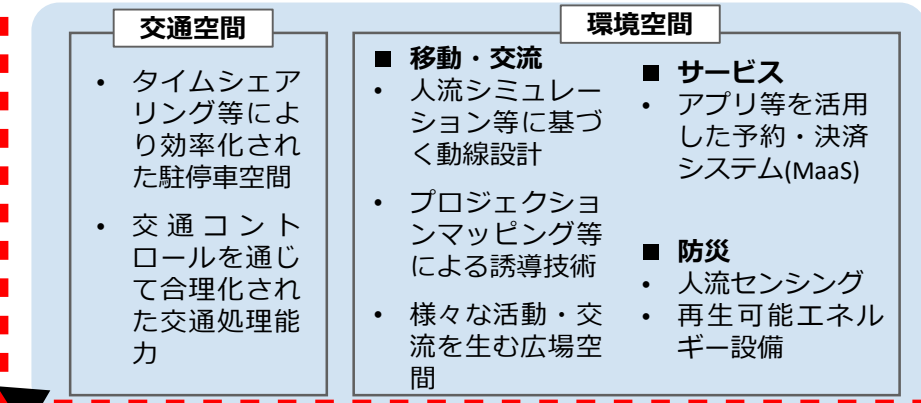 交通空間
• タイムシェア
リング等によ
り効率化され
た駐停車空間
• 交通コント
ロールを通じ
て合理化され
た交通処理能
力
環境空間
■ 移動・交流
• 人流シミュレー
ション等に基づ
く動線設計
• プロジェクショ
ンマッピング等
による誘導技術
• 様々な活動・交
流を生む広場空
間
■ サービス
• アプリ等を活用
した予約・決済
システム(MaaS)
■ 防災
• 人流センシング
• 再生可能エネル
ギー設備